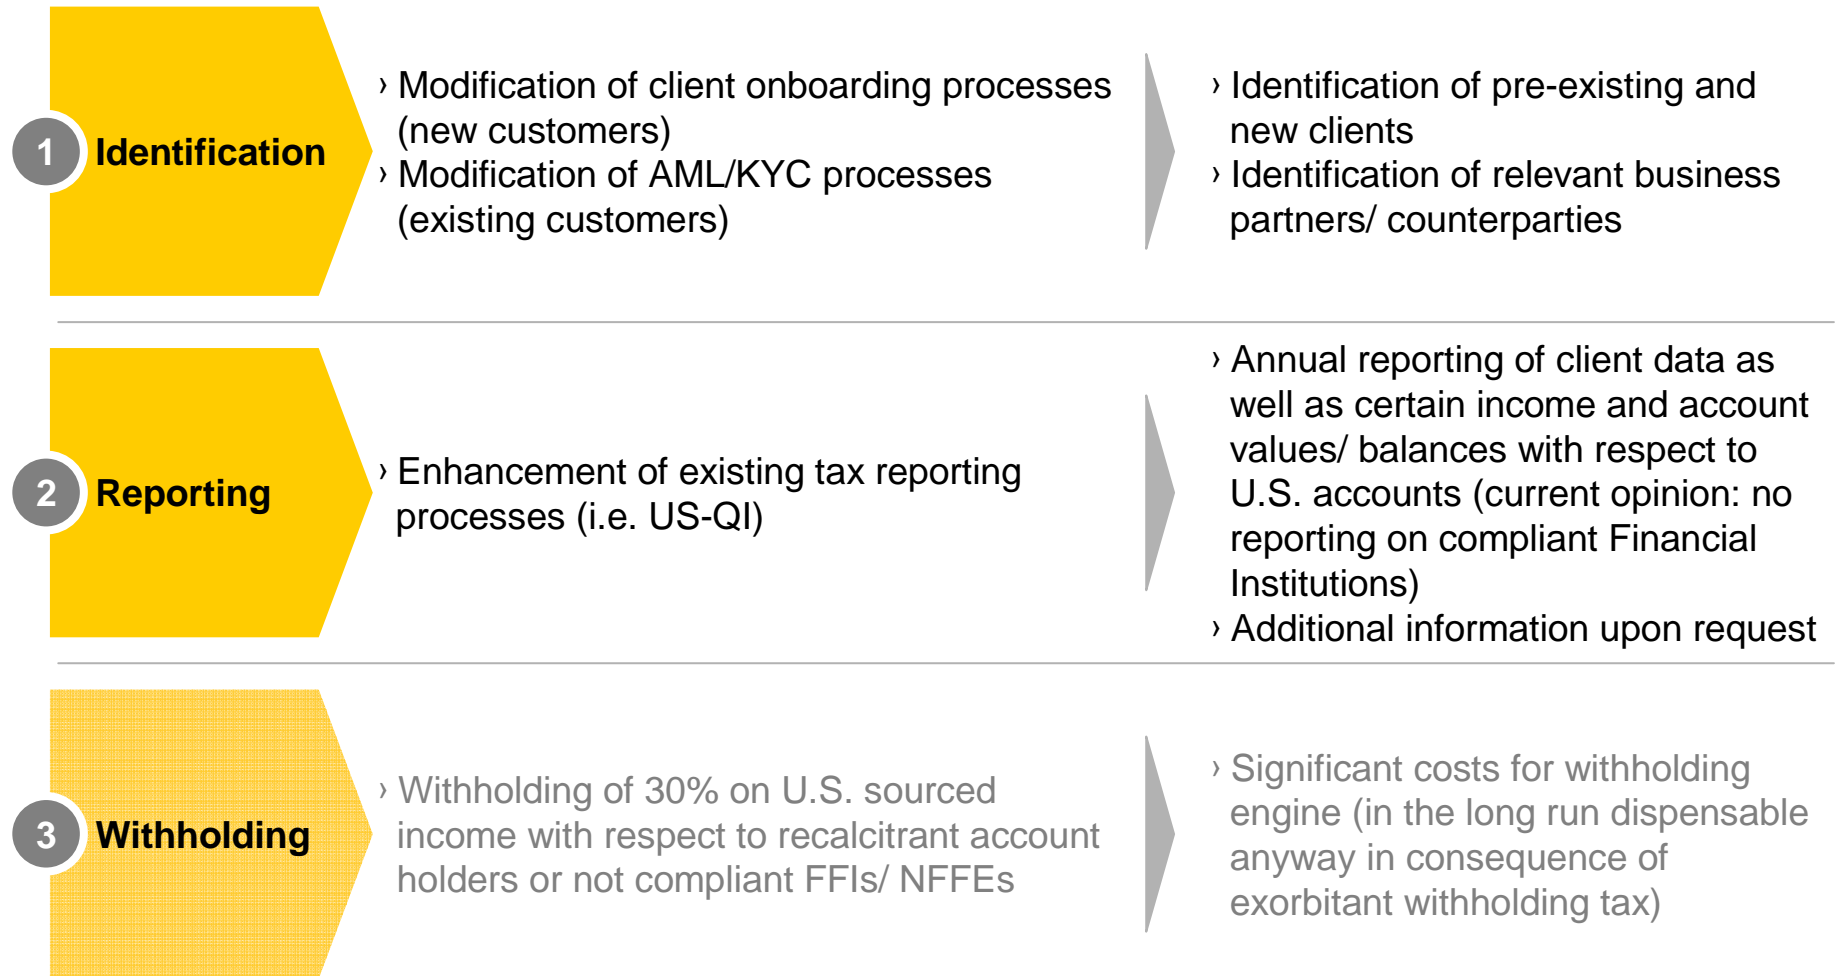 1 Identification
› Modification of client onboarding processes
(new customers)
› Modification of AML/KYC processes
(existing customers)
› Identification of pre-existing and
new clients
› Identification of relevant business
partners/ counterparties
2 Reporting
› Enhancement of existing tax reporting
processes (i.e. US-QI)
› Annual reporting of client data as
well as certain income and account
values/ balances with respect to
U.S. accounts (current opinion: no
reporting on compliant Financial
Institutions)
› Additional information upon request
3 Withholding
› Withholding of 30% on U.S. sourced
income with respect to recalcitrant account
holders or not compliant FFIs/ NFFEs
› Significant costs for withholding
engine (in the long run dispensable
anyway in consequence of
exorbitant withholding tax)